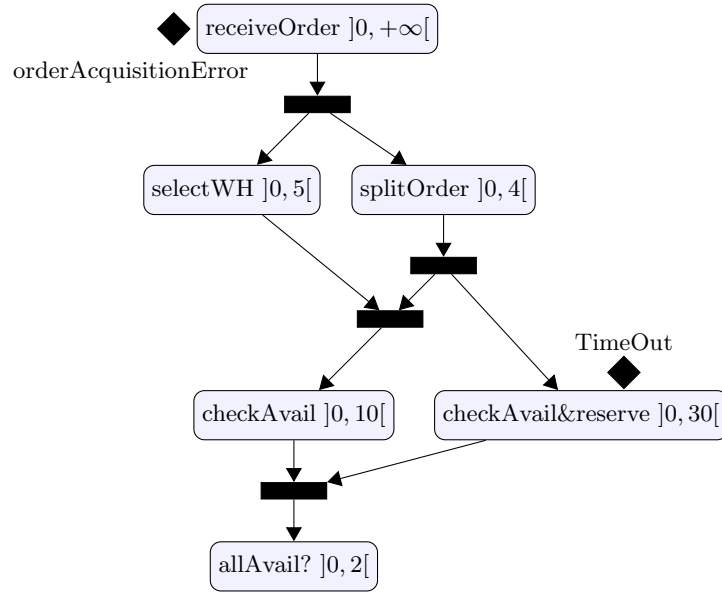 receiveOrder ]0, +∞[
orderAcquisitionError
selectWH ]0, 5[
splitOrder ]0, 4[
TimeOut
checkAvail ]0, 10[
checkAvail&reserve ]0, 30[
allAvail? ]0, 2[